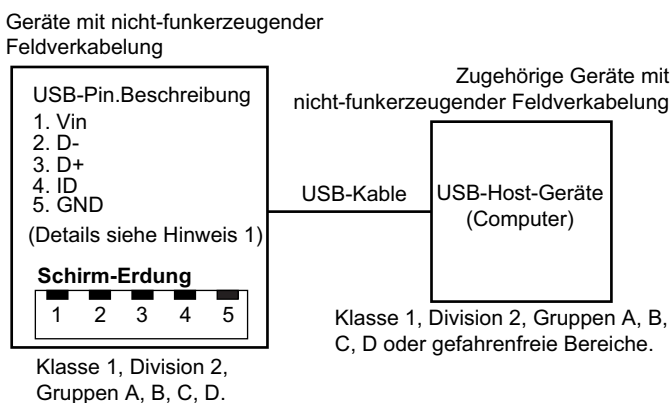 Geräte mit nicht-funkerzeugender
Feldverkabelung
USB-Pin.Beschreibung
1. Vin
2. D-
3. D+
4. ID
5. GND
(Details siehe Hinweis 1)
Schirm-Erdung
1 2 3 4 5
Klasse 1, Division 2,
Gruppen A, B, C, D.
USB-Kable
Zugehörige Geräte mit
nicht-funkerzeugender Feldverkabelung
USB-Host-Geräte
(Computer)
Klasse 1, Division 2, Gruppen A, B,
C, D oder gefahrenfreie Bereiche.